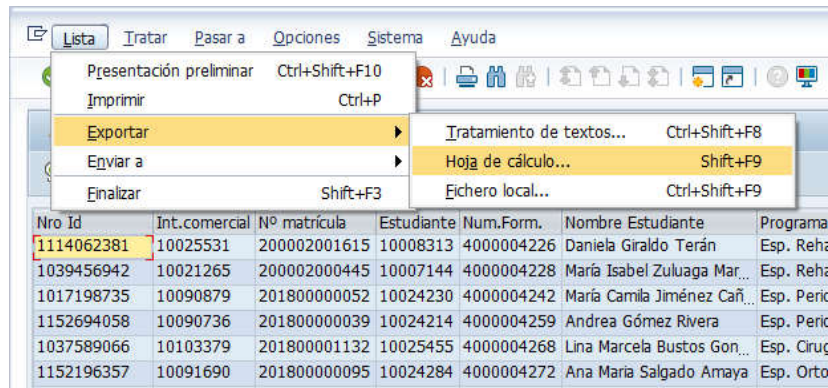 Lista Tratar Pasar a Opciones Sistema Ayuda
Presentación preliminar Ctrl+Shift+F10
Imprimir Ctrl+P
Exportar
Enviar a
Finalizar Shift+F3
Tratamiento de textos... Ctrl+Shift+F8
Hoja de cálculo... Shift+F9
Fichero local... Ctrl+Shift+F9
Nro Id Int.comercial Nº matrícula Estudiante Num.Form. Nombre Estudiante Programa
1114062381 10025531 200002001615 10008313 4000004226 Daniela Giraldo Terán Esp. Reha
1039456942 10021265 200002000445 10007144 4000004228 María Isabel Zuluaga Mar... Esp. Reha
1017198735 10090879 201800000052 10024230 4000004242 María Camila Jiménez Cañ... Esp. Peric
1152694058 10090736 201800000039 10024214 4000004259 Andrea Gómez Rivera Esp. Peric
1037589066 10103379 201800001132 10025455 4000004268 Lina Marcela Bustos Gon... Esp. Cirug
1152196357 10091690 201800000095 10024284 4000004272 Ana Maria Salgado Amaya Esp. Orto